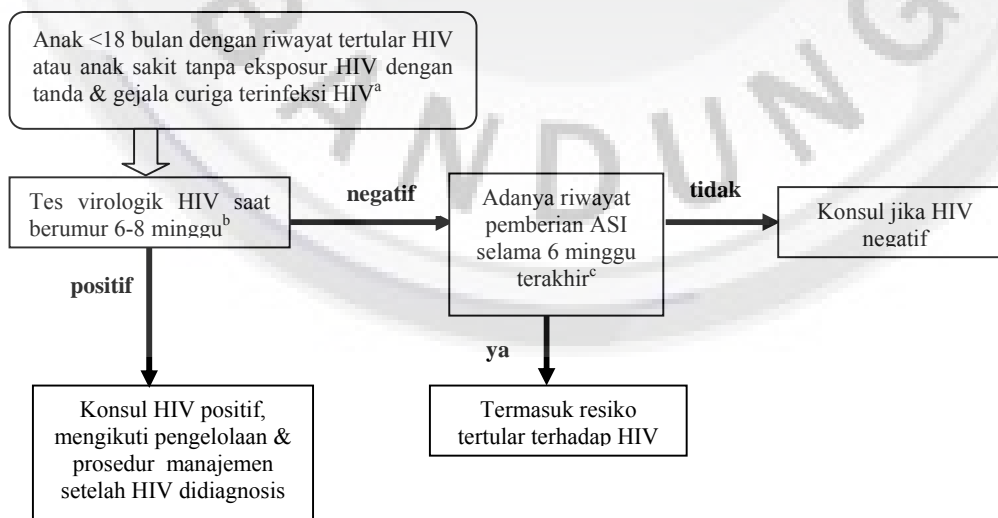 Anak <18 bulan dengan riwayat tertular HIV
atau anak sakit tanpa eksposur HIV dengan
tanda & gejala curiga terinfeksi HIVᵃ
Tes virologik HIV saat
berumur 6-8 mingguᵇ
negatif
Adanya riwayat
pemberian ASI
selama 6 minggu
terakhirᶜ
tidak
Konsul jika HIV
negatif
positif
ya
Konsul HIV positif,
mengikuti pengelolaan &
prosedur manajemen
setelah HIV didiagnosis
Termasuk resiko
tertular terhadap HIV
BANDUNG